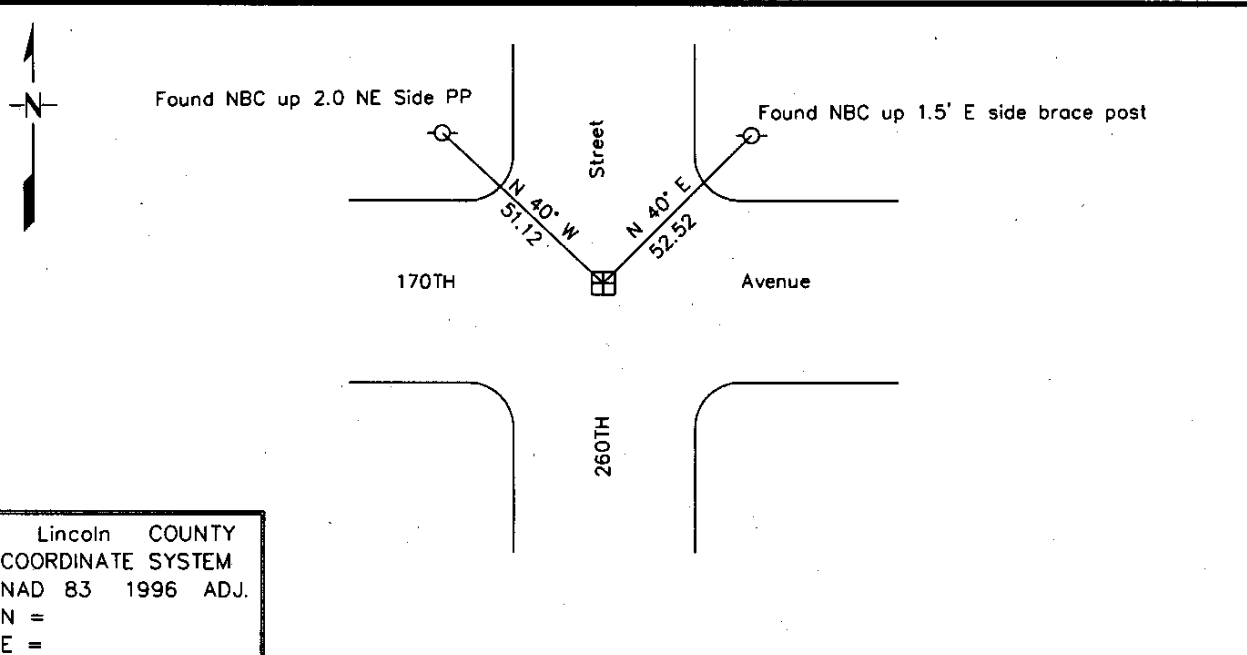 N
Found NBC up 2.0 NE Side PP
Found NBC up 1.5' E side brace post
Street
N 40° W
51.12
N 40° E
52.52
170TH
Avenue
260TH
Lincoln COUNTY
COORDINATE SYSTEM
NAD 83 1996 ADJ.
N =
E =